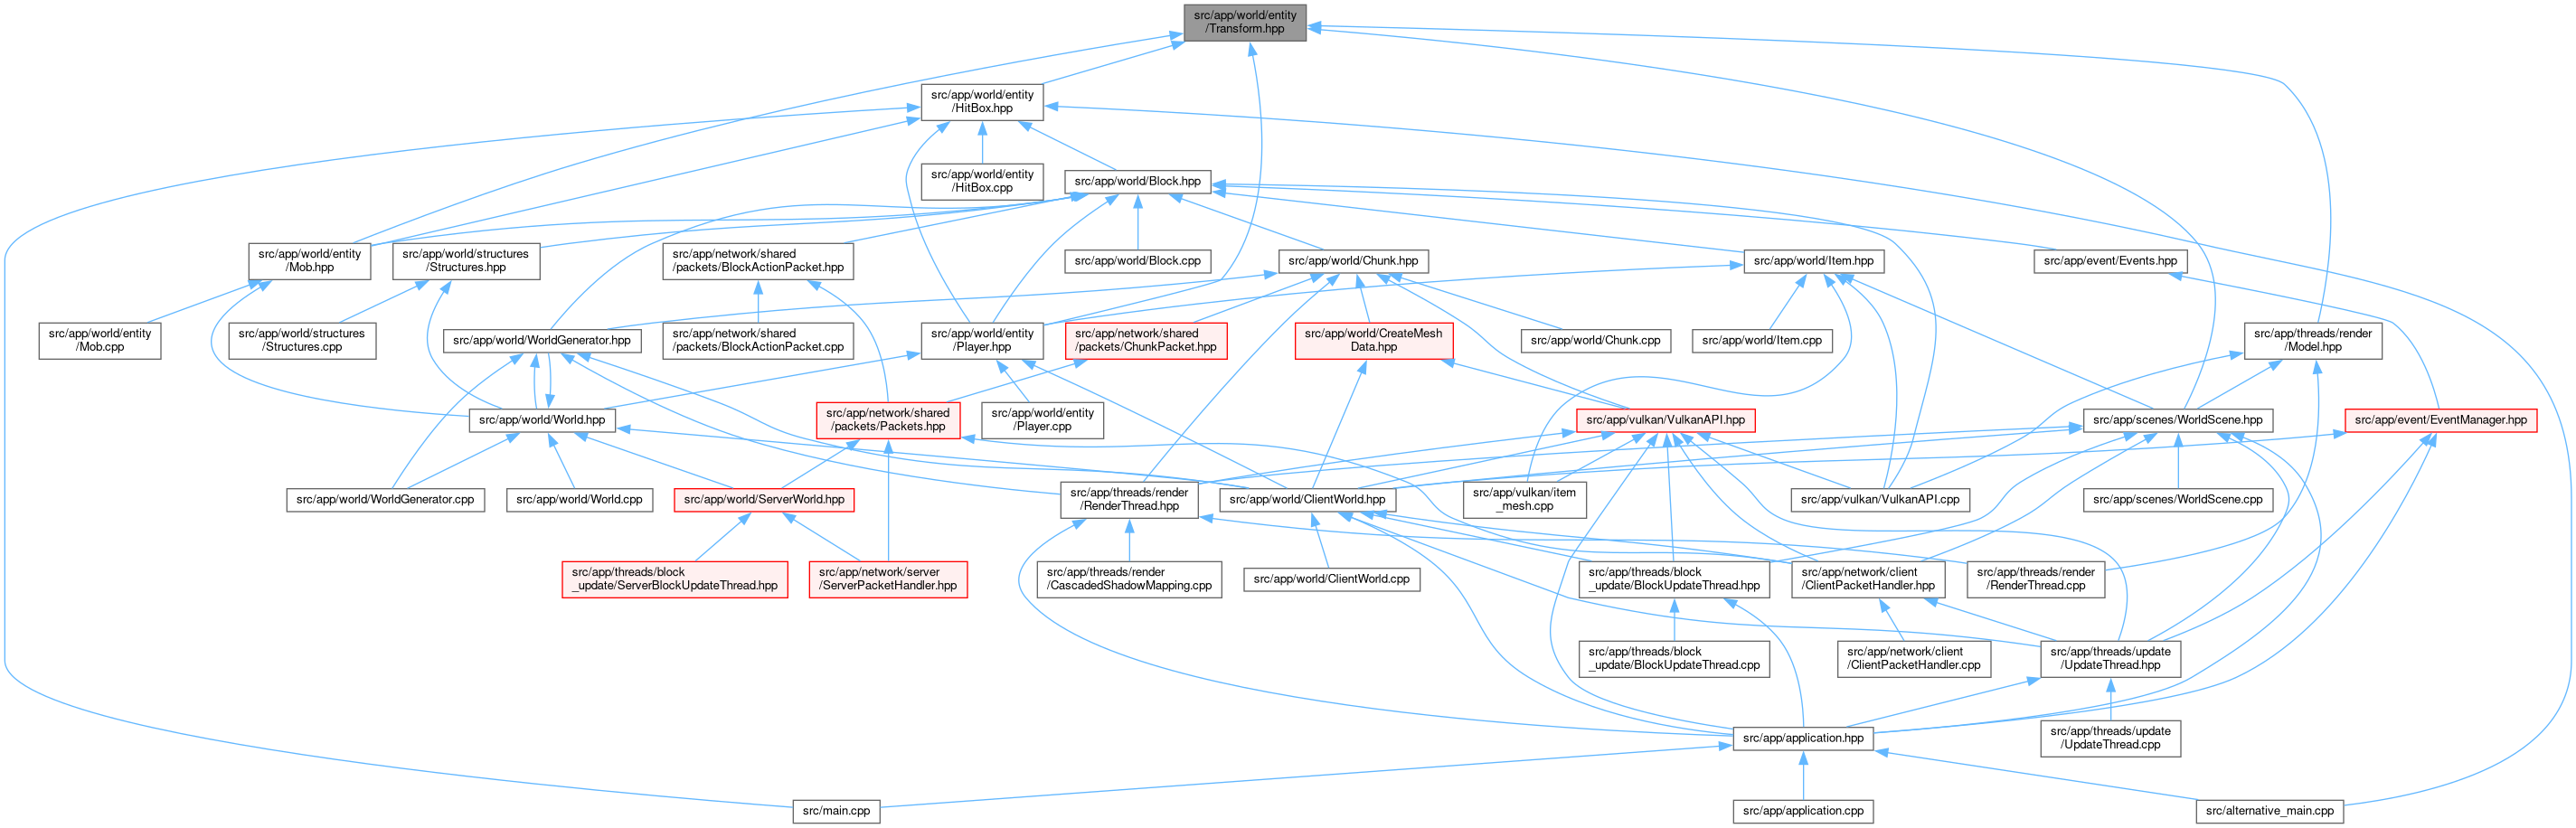 src/app/world/entity
/Transform.hpp
src/app/world/entity
/HitBox.hpp
src/app/world/entity
/HitBox.cpp
src/app/world/Block.hpp
src/app/world/entity
/Mob.hpp
src/app/world/structures
/Structures.hpp
src/app/network/shared
/packets/BlockActionPacket.hpp
src/app/world/Block.cpp
src/app/world/Chunk.hpp
src/app/world/Item.hpp
src/app/event/Events.hpp
src/app/world/entity
/Mob.cpp
src/app/world/structures
/Structures.cpp
src/app/world/WorldGenerator.hpp
src/app/network/shared
/packets/BlockActionPacket.cpp
src/app/world/entity
/Player.hpp
src/app/network/shared
/packets/ChunkPacket.hpp
src/app/world/CreateMesh
Data.hpp
src/app/world/Chunk.cpp
src/app/world/Item.cpp
src/app/threads/render
/Model.hpp
src/app/world/World.hpp
src/app/network/shared
/packets/Packets.hpp
src/app/world/entity
/Player.cpp
src/app/vulkan/VulkanAPI.hpp
src/app/scenes/WorldScene.hpp
src/app/event/EventManager.hpp
src/app/world/WorldGenerator.cpp
src/app/world/World.cpp
src/app/world/ServerWorld.hpp
src/app/threads/render
/RenderThread.hpp
src/app/world/ClientWorld.hpp
src/app/vulkan/item
_mesh.cpp
src/app/vulkan/VulkanAPI.cpp
src/app/scenes/WorldScene.cpp
src/app/threads/block
_update/ServerBlockUpdateThread.hpp
src/app/network/server
/ServerPacketHandler.hpp
src/app/threads/render
/CascadedShadowMapping.cpp
src/app/world/ClientWorld.cpp
src/app/threads/block
_update/BlockUpdateThread.hpp
src/app/network/client
/ClientPacketHandler.hpp
src/app/threads/render
/RenderThread.cpp
src/app/threads/block
_update/BlockUpdateThread.cpp
src/app/network/client
/ClientPacketHandler.cpp
src/app/threads/update
/UpdateThread.hpp
src/app/application.hpp
src/app/threads/update
/UpdateThread.cpp
src/main.cpp
src/app/application.cpp
src/alternative_main.cpp